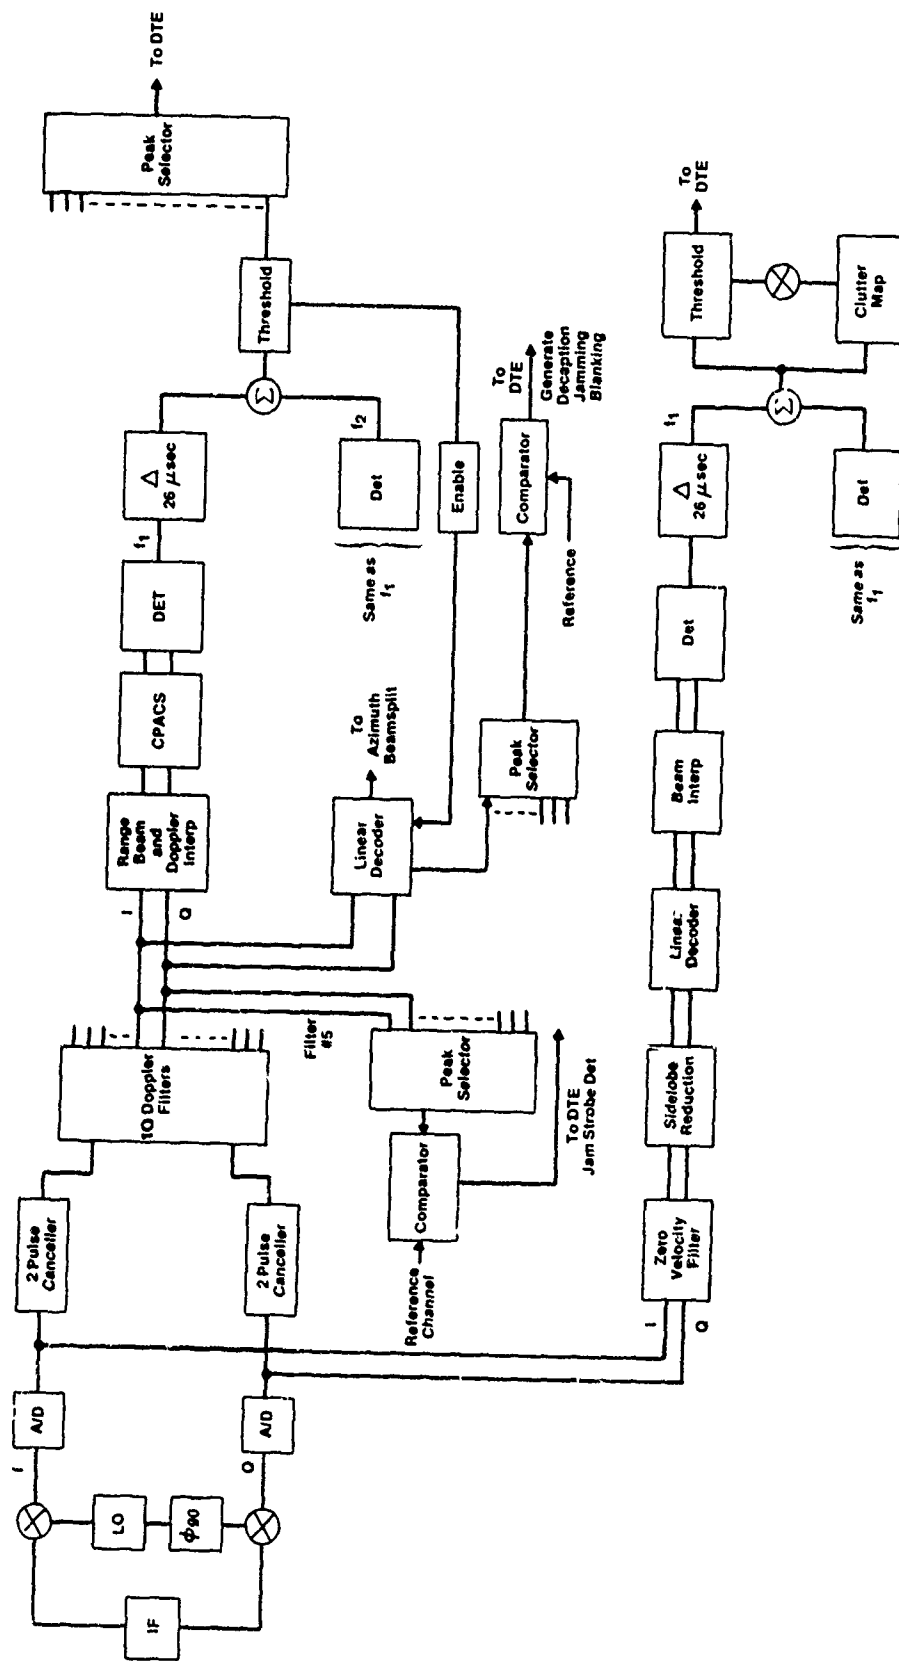 IF
LO
ϕ90
I
Q
A/D
A/D
2 Pulse
Canceller
2 Pulse
Canceller
10 Doppler
Filters
I
Q
Range
Beam
and
Doppler
Interp
CPACS
DET
f1
Δ
26 μsec
Σ
f2
Det
Same as
f1
Threshold
Peak
Selector
To DTE
Enable
Linear
Decoder
To
Azimuth
Beamsplit
Peak
Selector
Comparator
Reference
To
DTE
Generate
Deception
Jamming
Blanking
Filter
#5
Peak
Selector
Comparator
Reference
Channel
To DTE
Jam Strobe Det
I
Q
Zero
Velocity
Filter
Sidelobe
Reduction
Linear
Decoder
Beam
Interp
Det
Δ
26 μsec
f1
Σ
Det
Same as
f1
Threshold
Clutter
Map
To
DTE